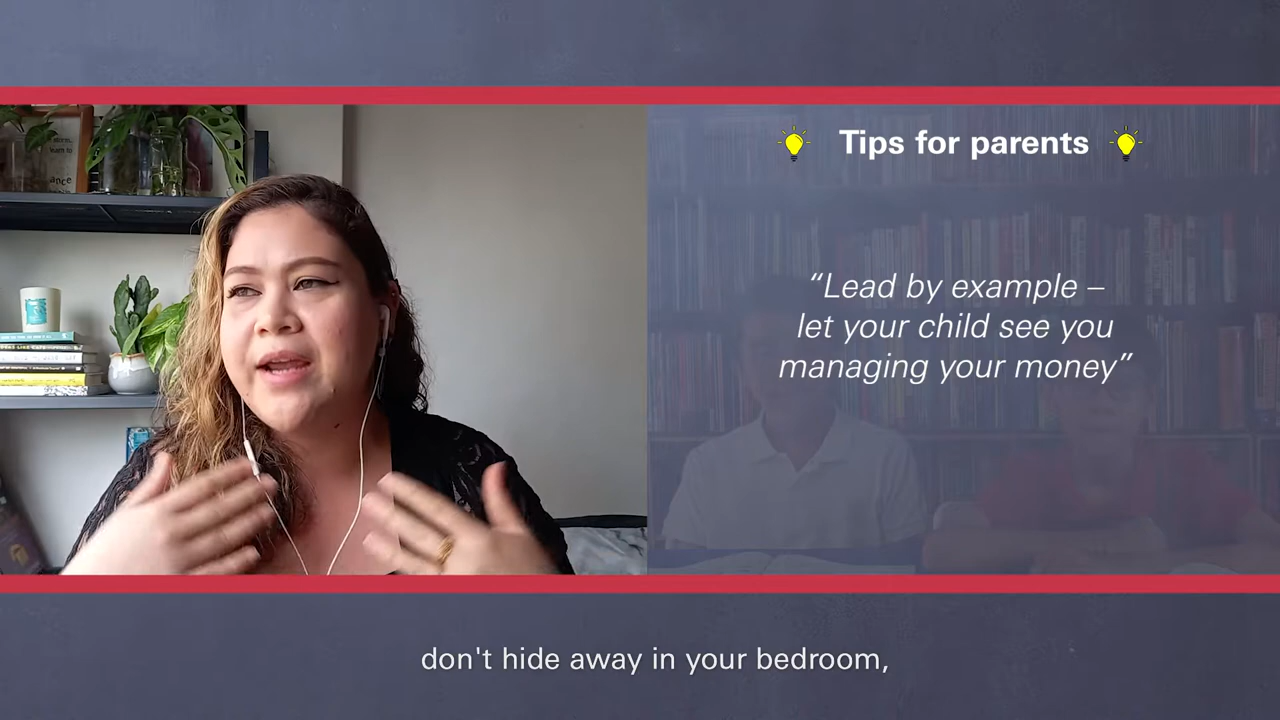 Tips for parents
“Lead by example –
let your child see you
managing your money”
don't hide away in your bedroom,